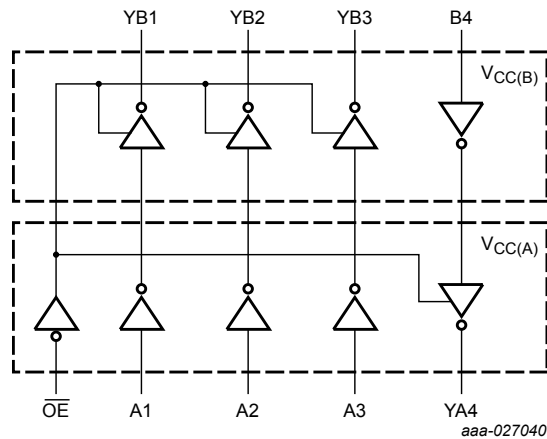 YB1 YB2 YB3 B4
VCC(B)
VCC(A)
OE A1 A2 A3 YA4
aaa-027040